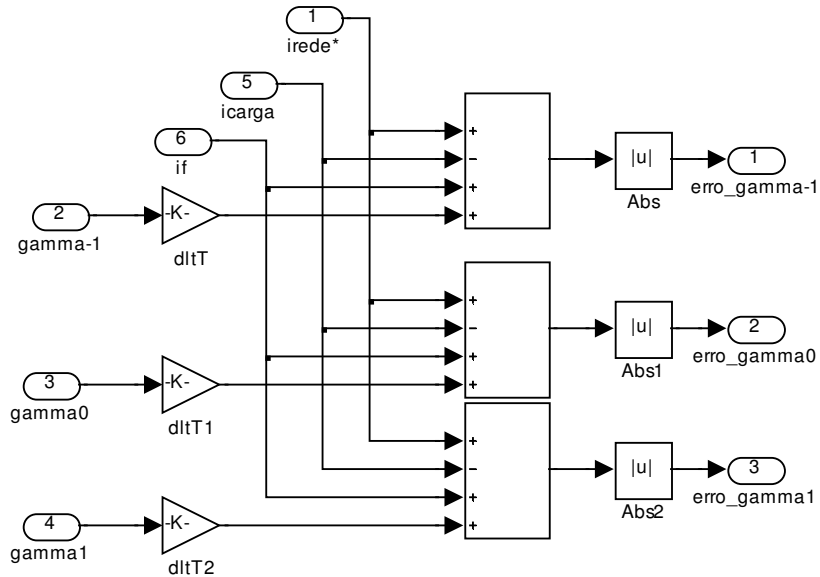 1
irede*
5
icarga
6
if
2
gamma-1
-K-
dltT
+
-
+
+
|u|
Abs
1
erro_gamma-1
3
gamma0
-K-
dltT1
+
-
+
+
|u|
Abs1
2
erro_gamma0
4
gamma1
-K-
dltT2
+
-
+
+
|u|
Abs2
3
erro_gamma1